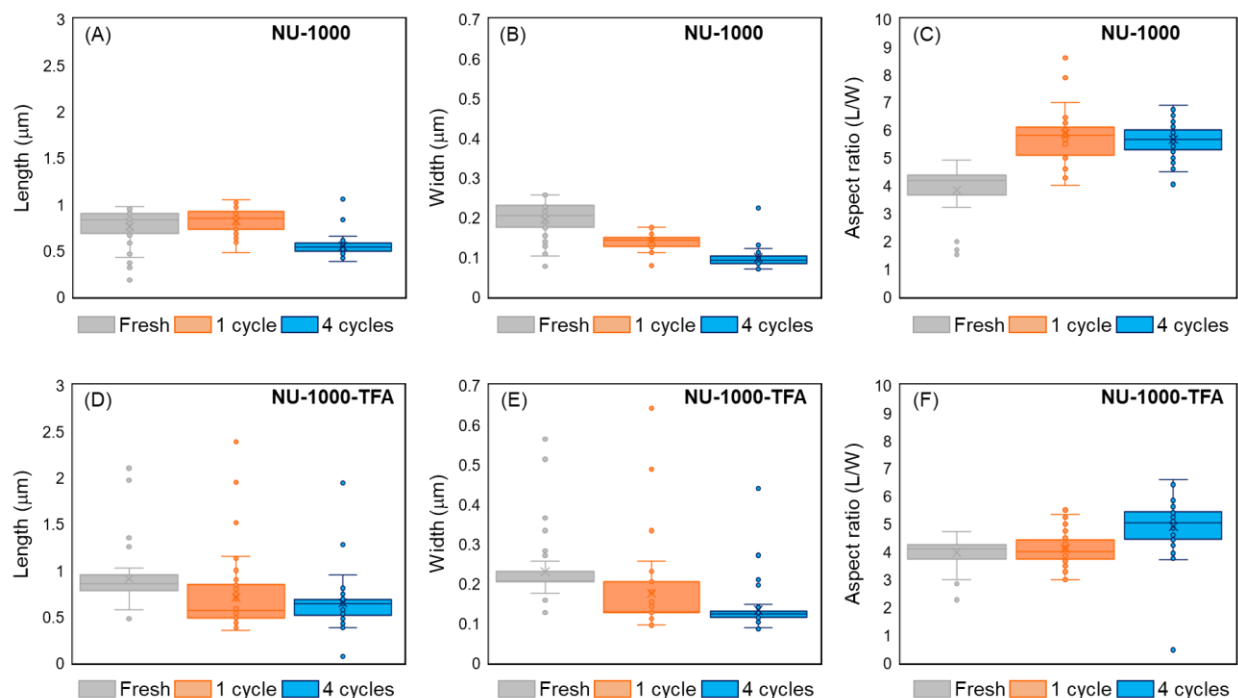 (A) NU-1000
Length (μm)
3
2.5
2
1.5
1
0.5
0
Fresh 1 cycle 4 cycles
(B) NU-1000
Width (μm)
0.7
0.6
0.5
0.4
0.3
0.2
0.1
0
Fresh 1 cycle 4 cycles
(C) NU-1000
Aspect ratio (L/W)
10
9
8
7
6
5
4
3
2
1
0
Fresh 1 cycle 4 cycles
(D) NU-1000-TFA
Length (μm)
3
2.5
2
1.5
1
0.5
0
Fresh 1 cycle 4 cycles
(E) NU-1000-TFA
Width (μm)
0.7
0.6
0.5
0.4
0.3
0.2
0.1
0
Fresh 1 cycle 4 cycles
(F) NU-1000-TFA
Aspect ratio (L/W)
10
9
8
7
6
5
4
3
2
1
0
Fresh 1 cycle 4 cycles